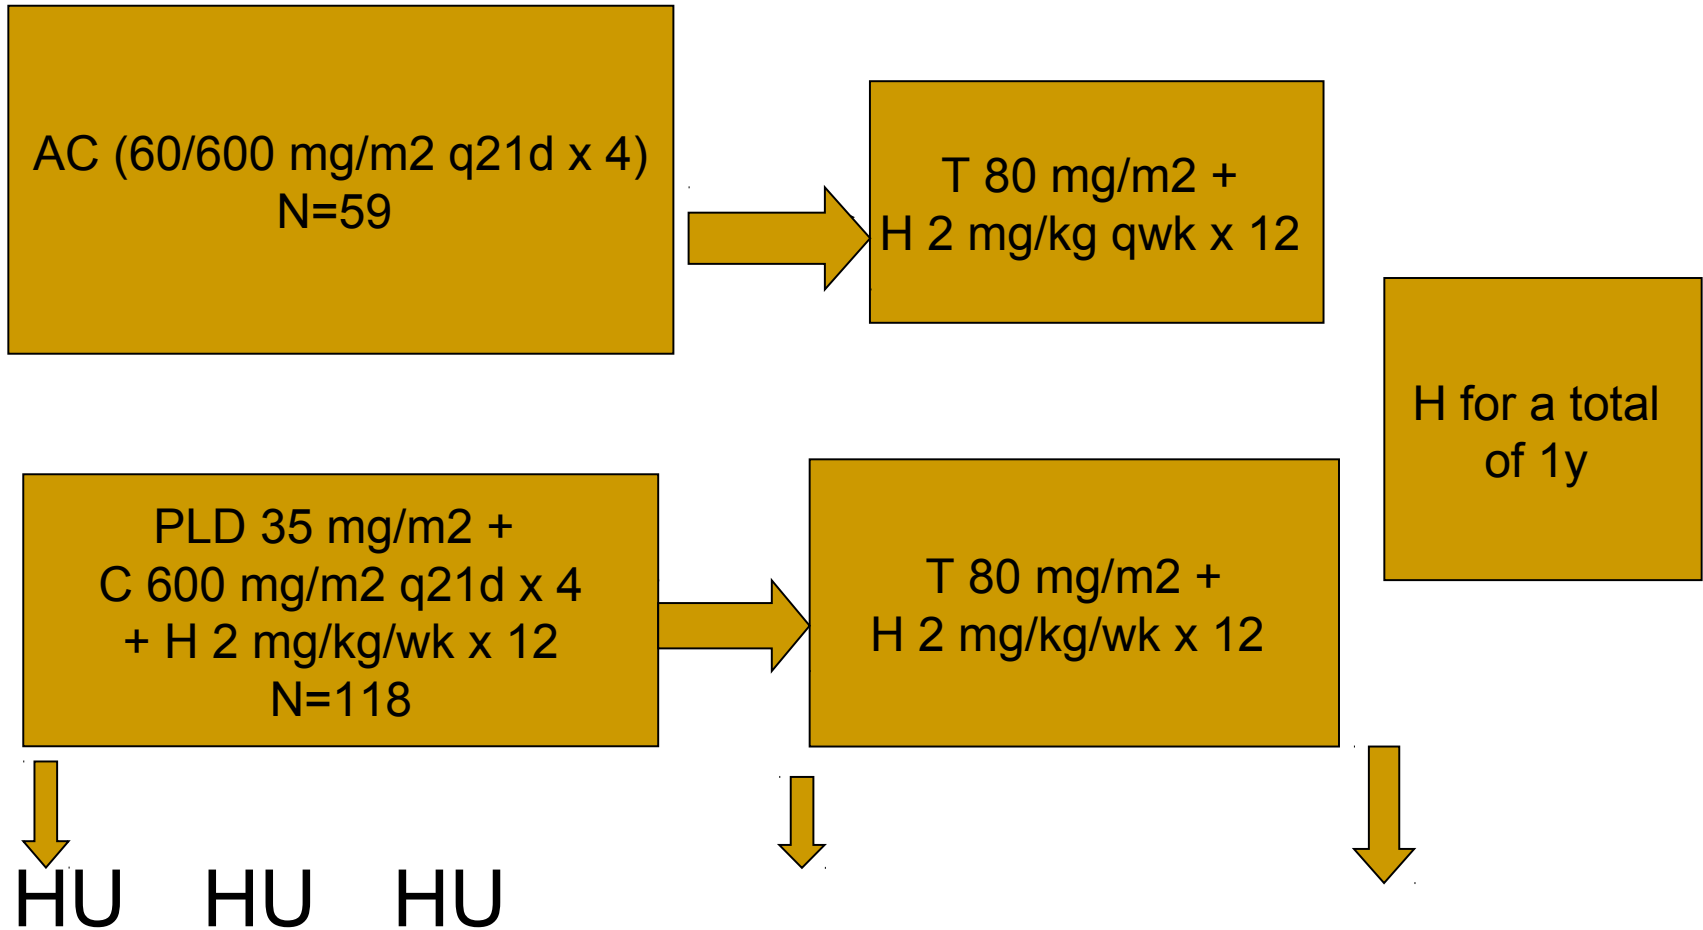 AC (60/600 mg/m2 q21d x 4)
N=59
T 80 mg/m2 +
H 2 mg/kg qwk x 12
H for a total
of 1y
PLD 35 mg/m2 +
C 600 mg/m2 q21d x 4
+ H 2 mg/kg/wk x 12
N=118
T 80 mg/m2 +
H 2 mg/kg/wk x 12
HU HU HU